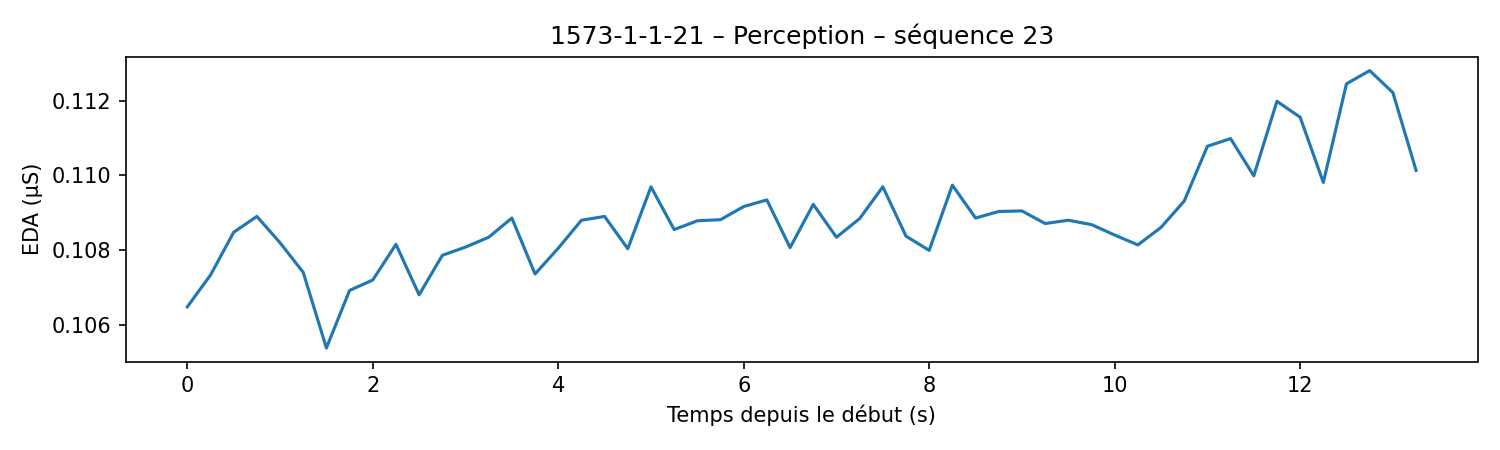 1573-1-1-21 – Perception – séquence 23
EDA (µS)
0.112
0.110
0.108
0.106
0 2 4 6 8 10 12
Temps depuis le début (s)